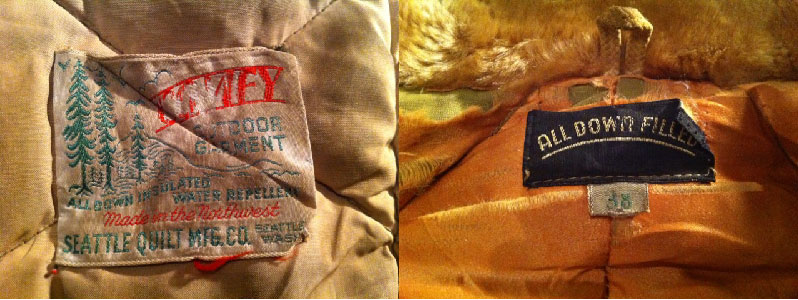 COMFY
OUTDOOR
GARMENT
ALL DOWN INSULATED
WATER REPELLENT
Made in the Northwest
SEATTLE QUILT MFG. CO. SEATTLE WASH.
ALL DOWN FILLED